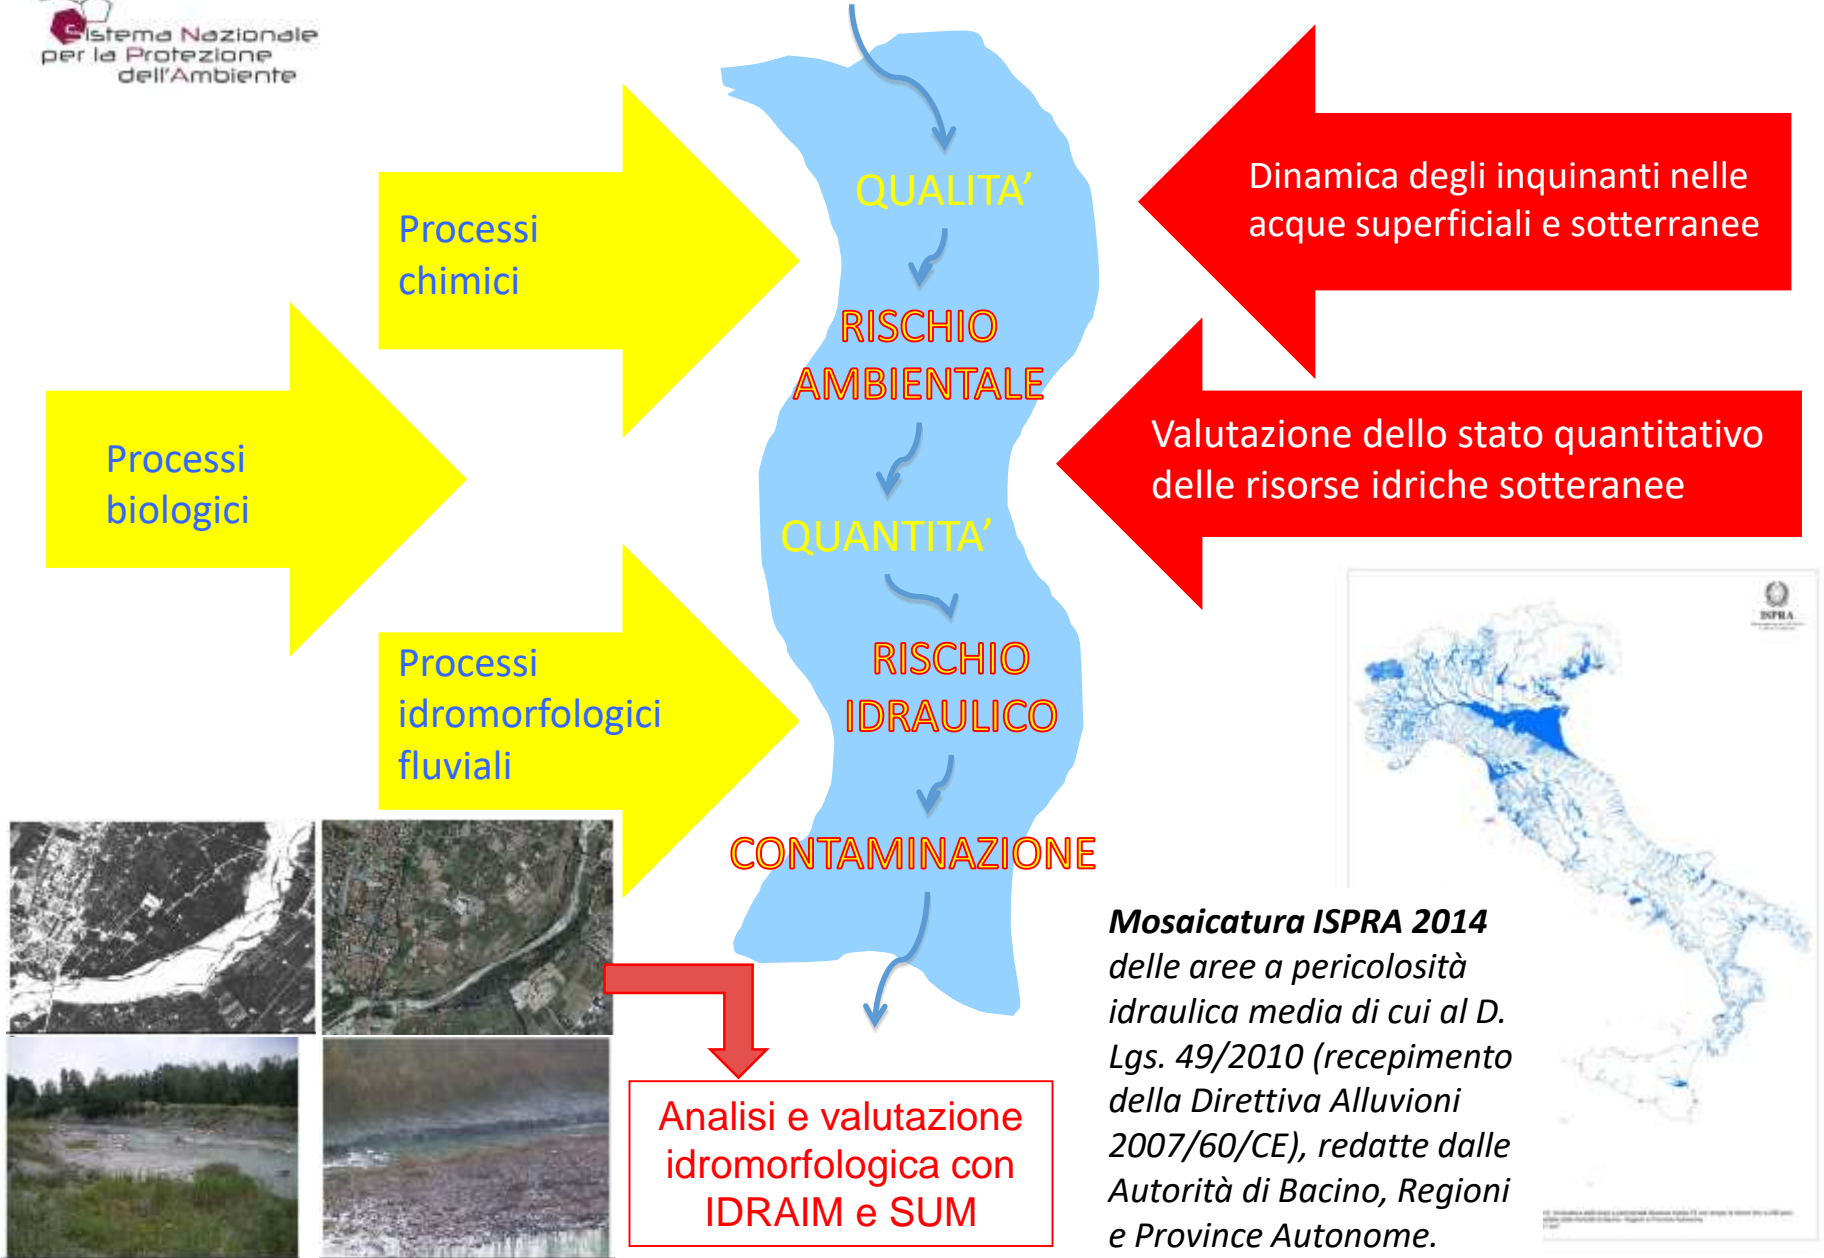 Sistema Nazionale
per la Protezione
dell'Ambiente
Processi
chimici
Processi
biologici
Processi
idromorfologici
fluviali
QUALITA’
RISCHIO
AMBIENTALE
QUANTITA’
RISCHIO
IDRAULICO
CONTAMINAZIONE
Dinamica degli inquinanti nelle
acque superficiali e sotterranee
Valutazione dello stato quantitativo
delle risorse idriche sotteranee
Analisi e valutazione
idromorfologica con
IDRAIM e SUM
ISPRA
Mosaicatura ISPRA 2014
delle aree a pericolosità
idraulica media di cui al D.
Lgs. 49/2010 (recepimento
della Direttiva Alluvioni
2007/60/CE), redatte dalle
Autorità di Bacino, Regioni
e Province Autonome.